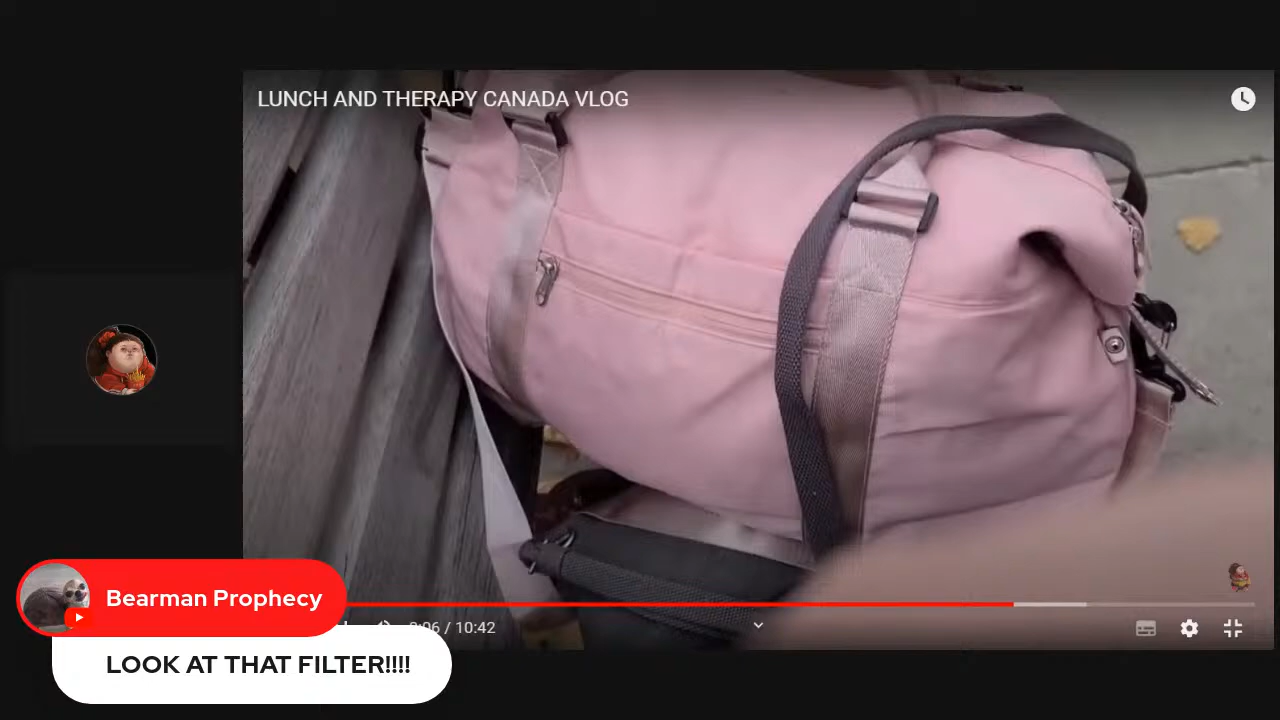 LUNCH AND THERAPY CANADA VLOG
Bearman Prophecy
/ 10:42
LOOK AT THAT FILTER!!!!